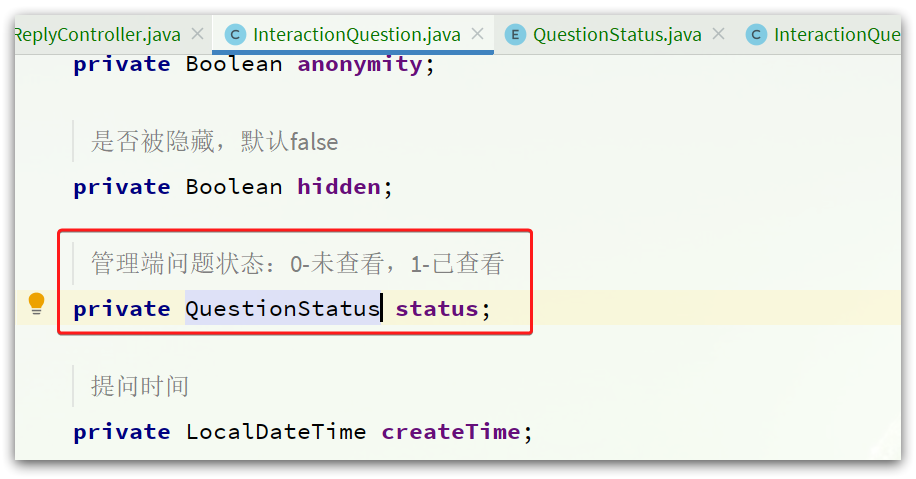 ReplyController.java
InteractionQuestion.java
QuestionStatus.java
InteractionQue
private Boolean anonymity;
是否被隐藏，默认false
private Boolean hidden;
管理端问题状态：0-未查看，1-已查看
private QuestionStatus status;
提问时间
private LocalDateTime createTime;